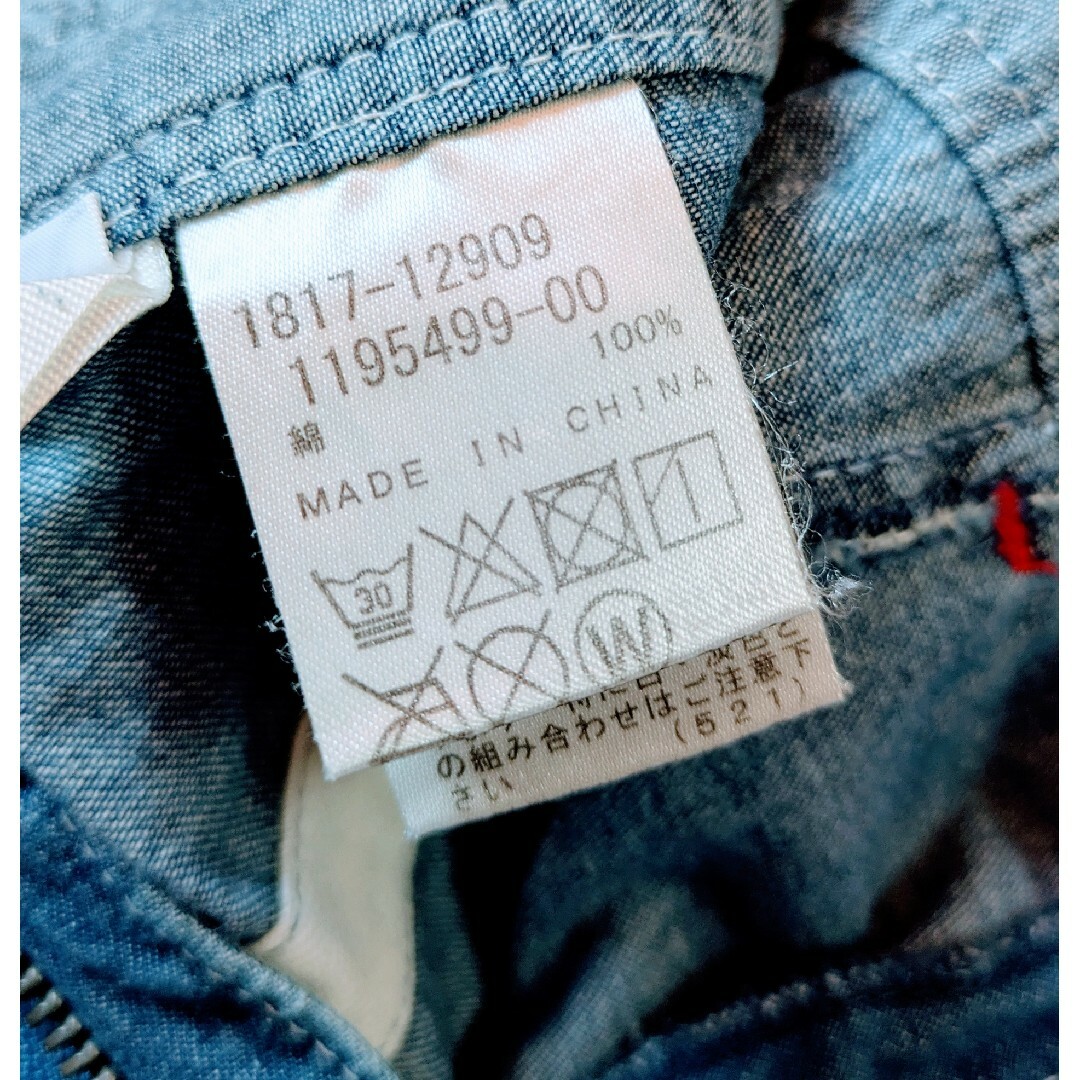 1817-12909
1195499-00
綿 100%
MADE IN CHINA
30
W
の組み合わせはご注意下
さい (521)